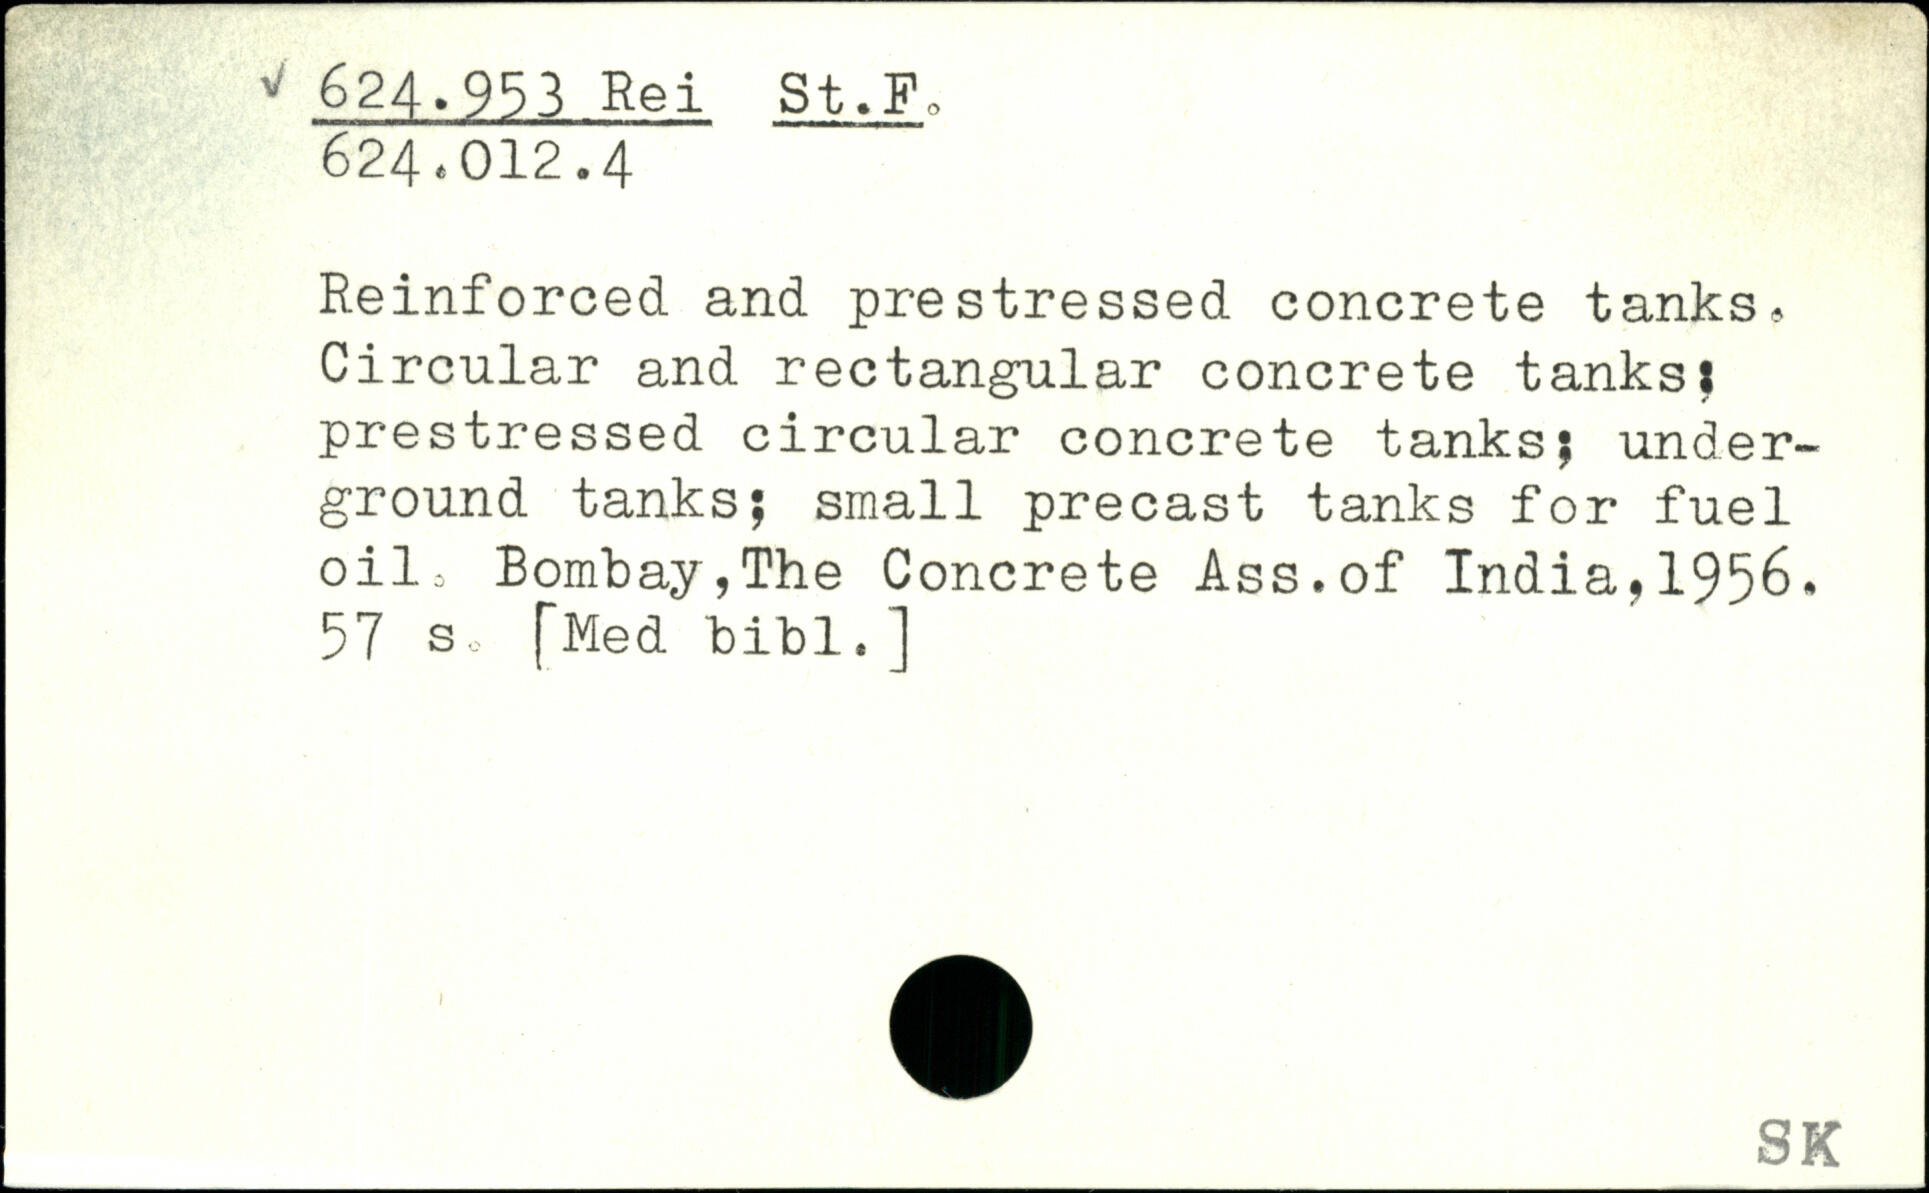 ✓ 624.953 Rei St.F.
624.012.4
Reinforced and prestressed concrete tanks.
Circular and rectangular concrete tanks;
prestressed circular concrete tanks; under-
ground tanks; small precast tanks for fuel
oil. Bombay,The Concrete Ass.of India,1956.
57 s. [Med bibl.]
SK